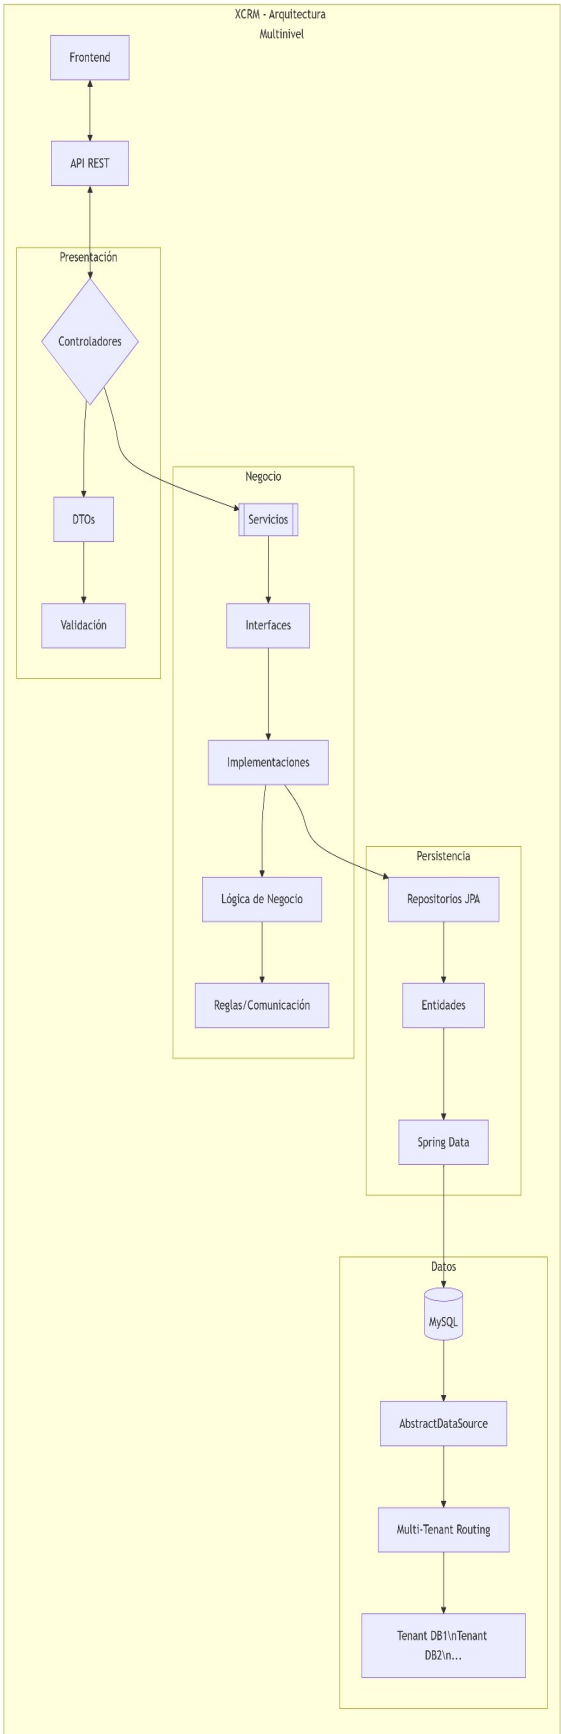 XCRM - Arquitectura
Multinivel
Frontend
API REST
Presentación
Controladores
DTOs
Validación
Negocio
Servicios
Interfaces
Implementaciones
Lógica de Negocio
Reglas/Comunicación
Persistencia
Repositorios JPA
Entidades
Spring Data
Datos
MySQL
AbstractDataSource
Multi-Tenant Routing
Tenant DB1\nTenant
DB2\n...